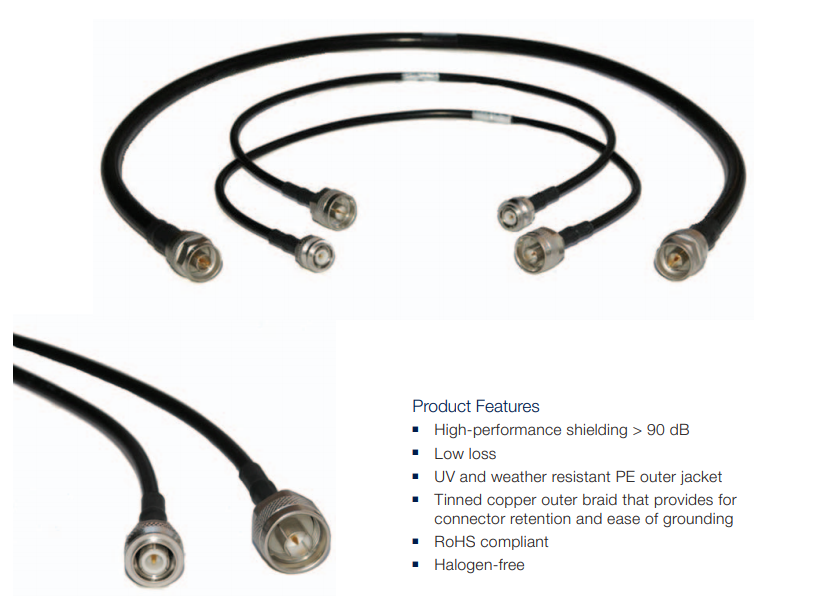 Product Features
High-performance shielding > 90 dB
Low loss
UV and weather resistant PE outer jacket
Tinned copper outer braid that provides for
connector retention and ease of grounding
RoHS compliant
Halogen-free